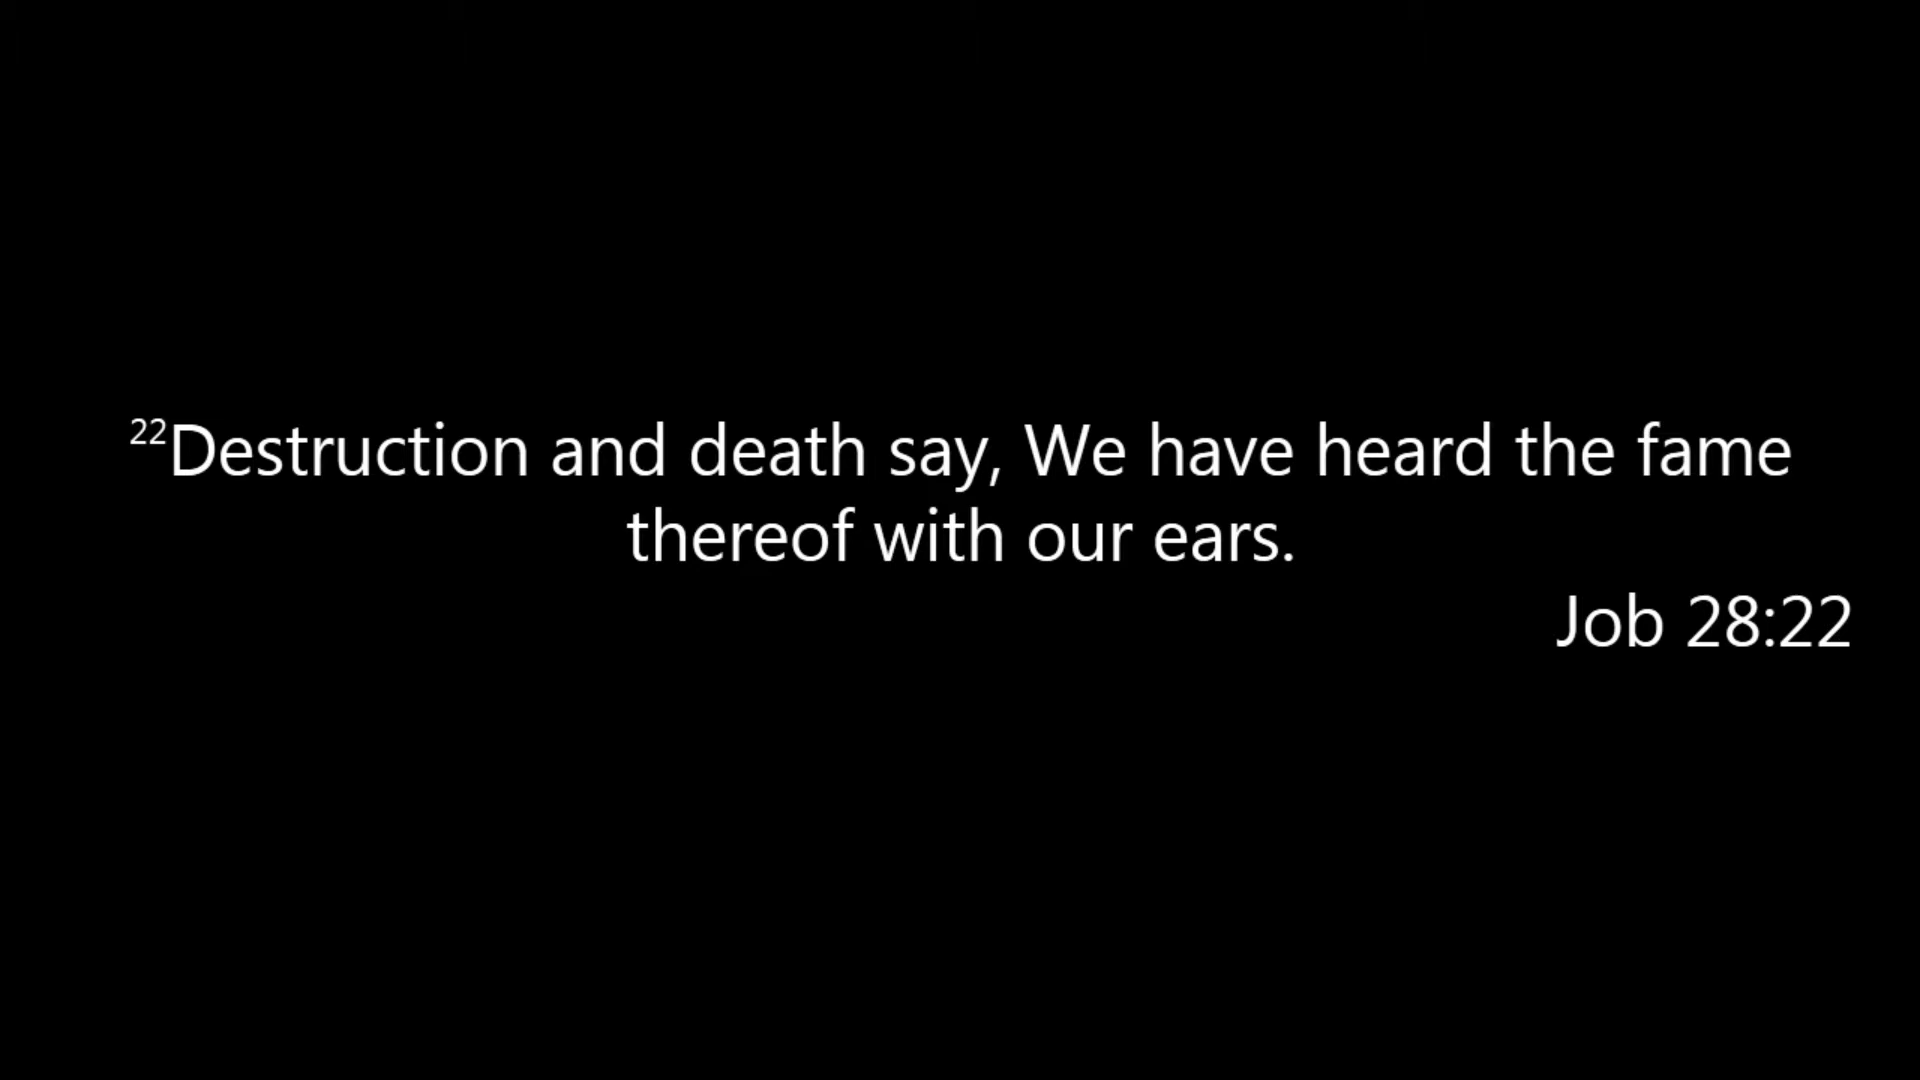 22Destruction and death say, We have heard the fame
thereof with our ears.
Job 28:22